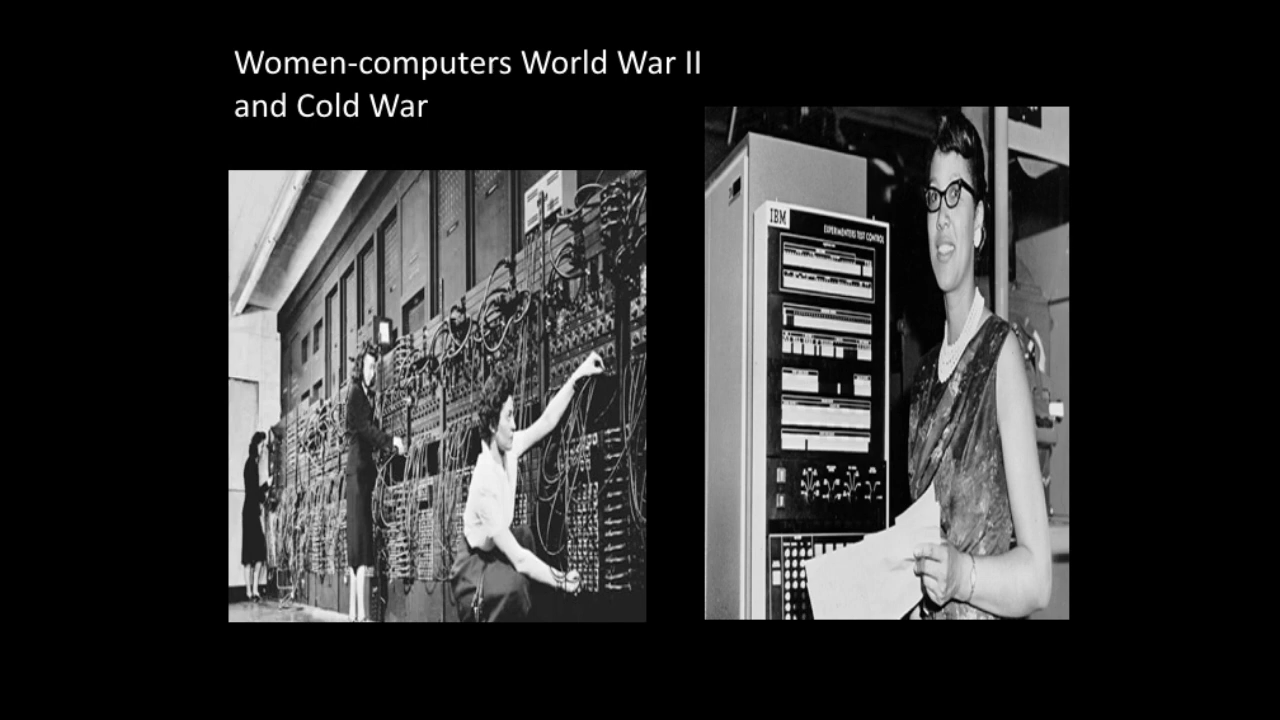 Women-computers World War II
and Cold War
IBM
EXPERIMENTERS TEST CONTROL